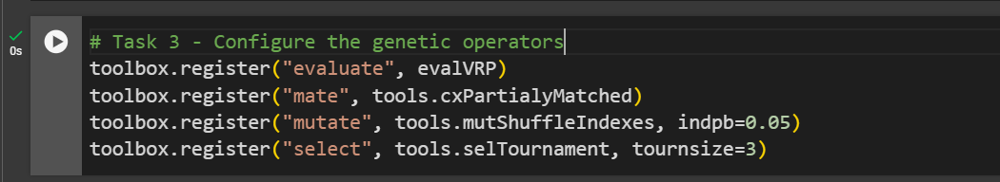 # Task 3 - Configure the genetic operators
0s
toolbox.register("evaluate", evalVRP)
toolbox.register("mate", tools.cxPartialyMatched)
toolbox.register("mutate", tools.mutShuffleIndexes, indpb=0.05)
toolbox.register("select", tools.selTournament, tournsize=3)